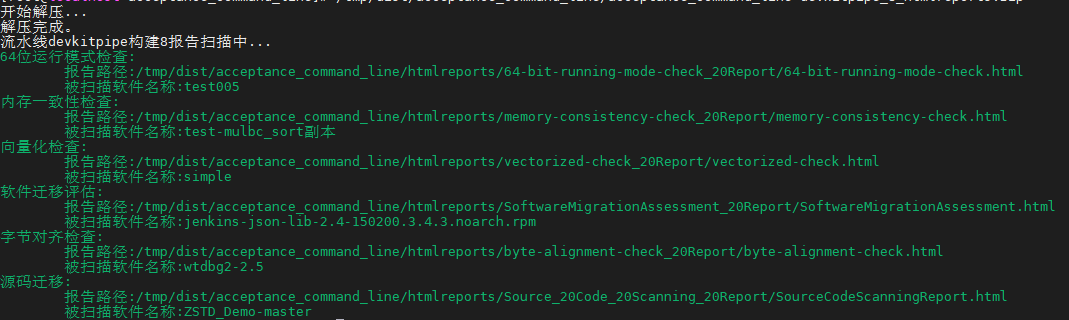 开始解压...
解压完成。
流水线devkitpipe构建8报告扫描中...
64位运行模式检查:
报告路径:/tmp/dist/acceptance_command_line/htmlreports/64-bit-running-mode-check_20Report/64-bit-running-mode-check.html
被扫描软件名称:test005
内存一致性检查:
报告路径:/tmp/dist/acceptance_command_line/htmlreports/memory-consistency-check_20Report/memory-consistency-check.html
被扫描软件名称:test-mulbc_sort副本
向量化检查:
报告路径:/tmp/dist/acceptance_command_line/htmlreports/vectorized-check_20Report/vectorized-check.html
被扫描软件名称:simple
软件迁移评估:
报告路径:/tmp/dist/acceptance_command_line/htmlreports/SoftwareMigrationAssessment_20Report/SoftwareMigrationAssessment.html
被扫描软件名称:jenkins-json-lib-2.4-150200.3.4.3.noarch.rpm
字节对齐检查:
报告路径:/tmp/dist/acceptance_command_line/htmlreports/byte-alignment-check_20Report/byte-alignment-check.html
被扫描软件名称:wtdbg2-2.5
源码迁移:
报告路径:/tmp/dist/acceptance_command_line/htmlreports/Source_20Code_20Scanning_20Report/SourceCodeScanningReport.html
被扫描软件名称:ZSTD_Demo-master